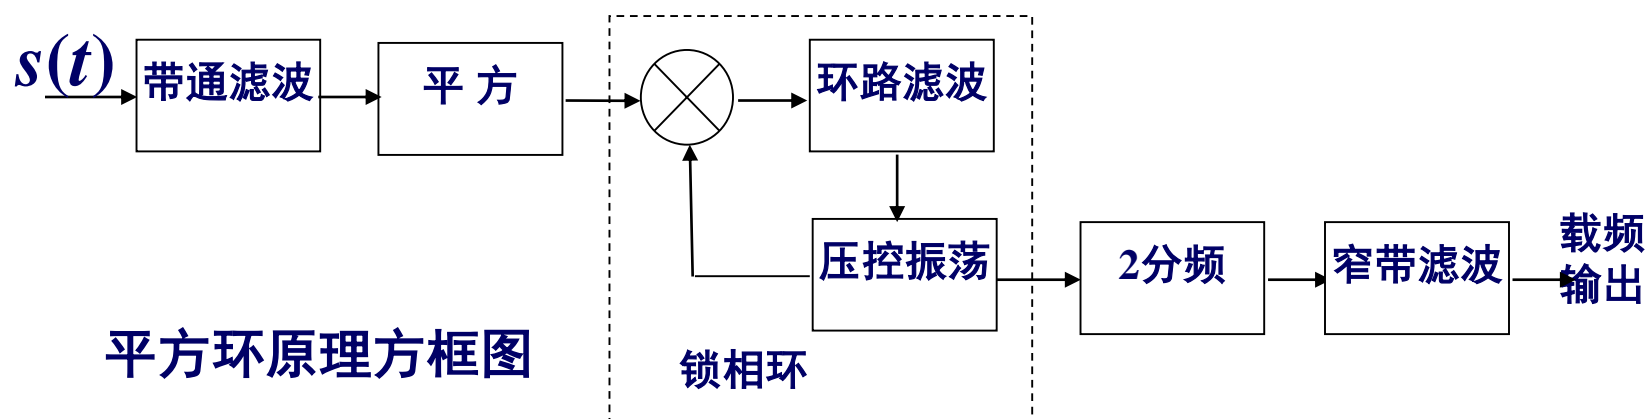 s(t)
带通滤波
平 方
环路滤波
压控振荡
2分频
窄带滤波
载频
输出
锁相环
平方环原理方框图